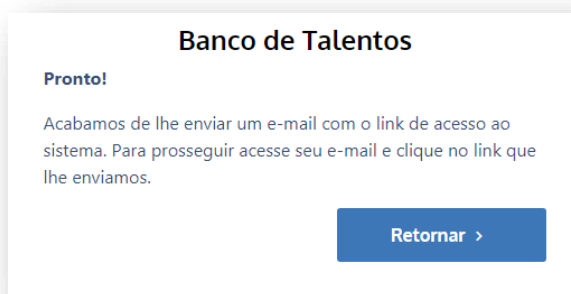 Banco de Talentos
Pronto!
Acabamos de lhe enviar um e-mail com o link de acesso ao
sistema. Para prosseguir acesse seu e-mail e clique no link que
lhe enviamos.
Retornar >